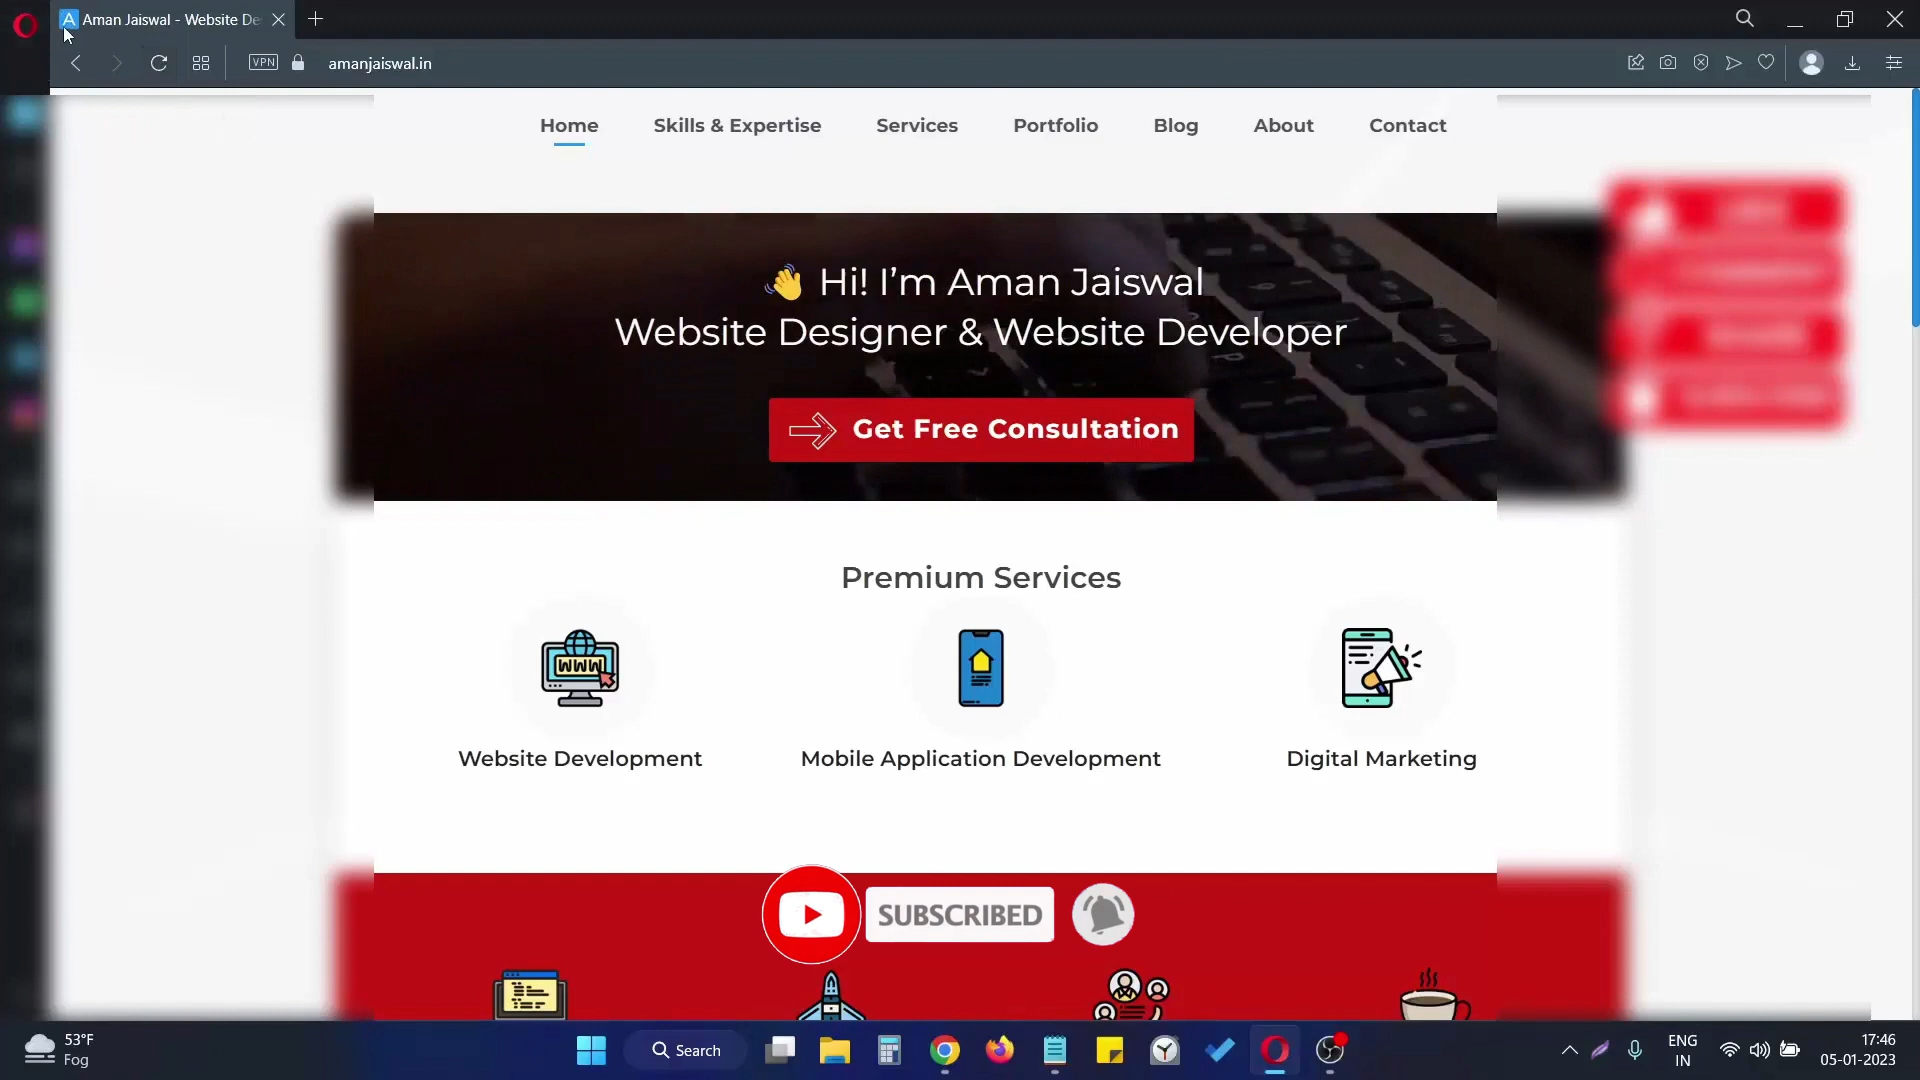 A Aman Jaiswal - Website De
VPN amanjaiswal.in
Home Skills & Expertise Services Portfolio Blog About Contact
👋 Hi! I’m Aman Jaiswal
Website Designer & Website Developer
Get Free Consultation
Premium Services
WWW
Website Development Mobile Application Development Digital Marketing
SUBSCRIBED
53°F
Fog
Search
ENG
IN
17:46
05-01-2023